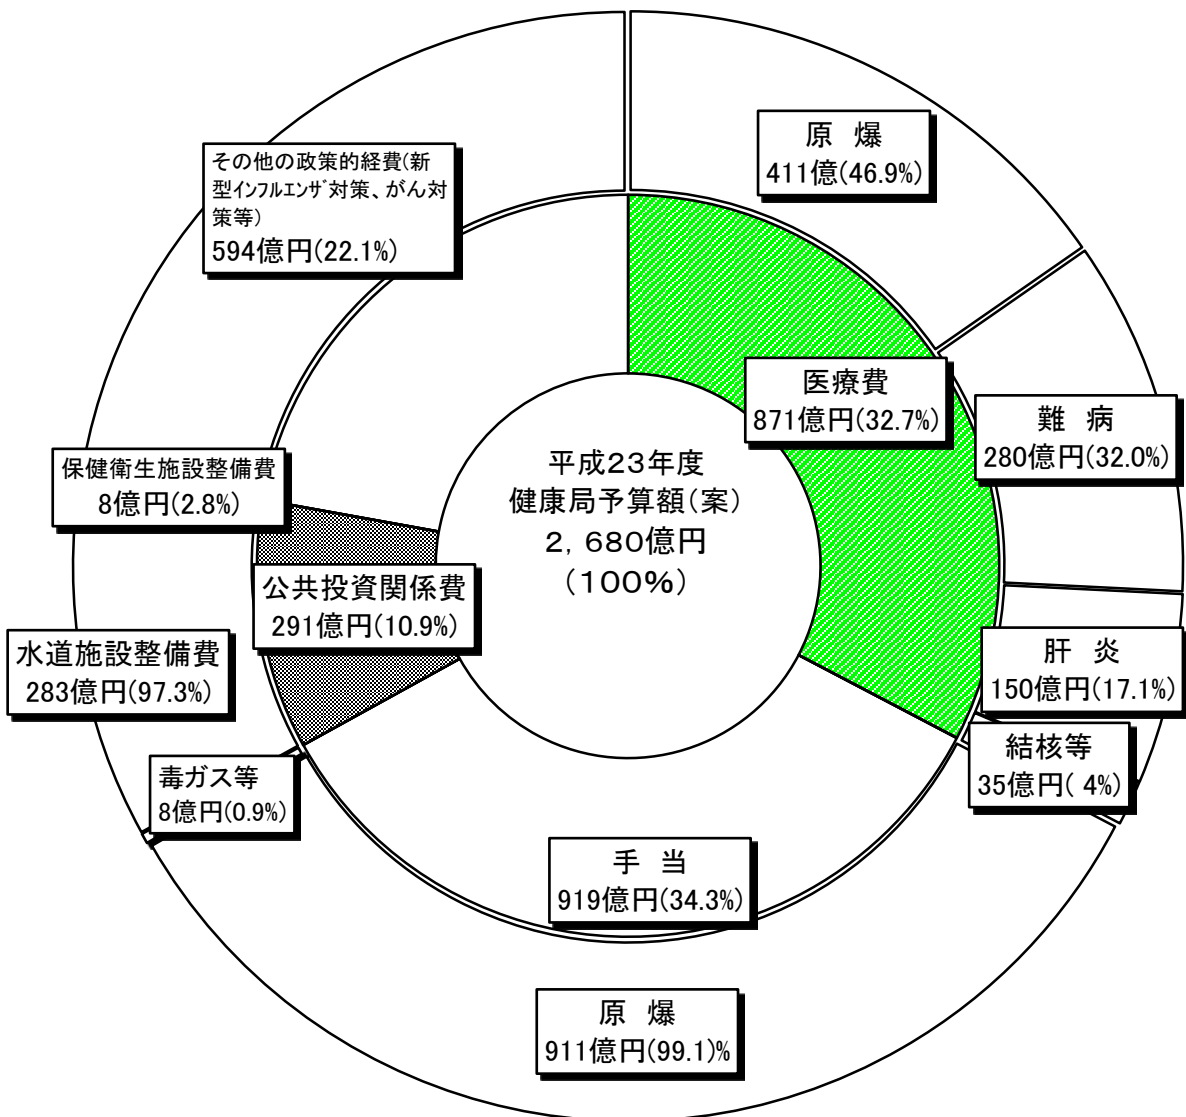 原 爆
411億(46.9%)
その他の政策的経費(新
型ｲﾝﾌﾙｴﾝｻﾞ対策、がん対
策等)
594億円(22.1%)
医療費
871億円(32.7%)
難 病
280億円(32.0%)
平成23年度
健康局予算額(案)
2,680億円
(100%)
保健衛生施設整備費
8億円(2.8%)
公共投資関係費
291億円(10.9%)
水道施設整備費
283億円(97.3%)
肝 炎
150億円(17.1%)
結核等
35億円( 4%)
毒ガス等
8億円(0.9%)
手 当
919億円(34.3%)
原 爆
911億円(99.1)%